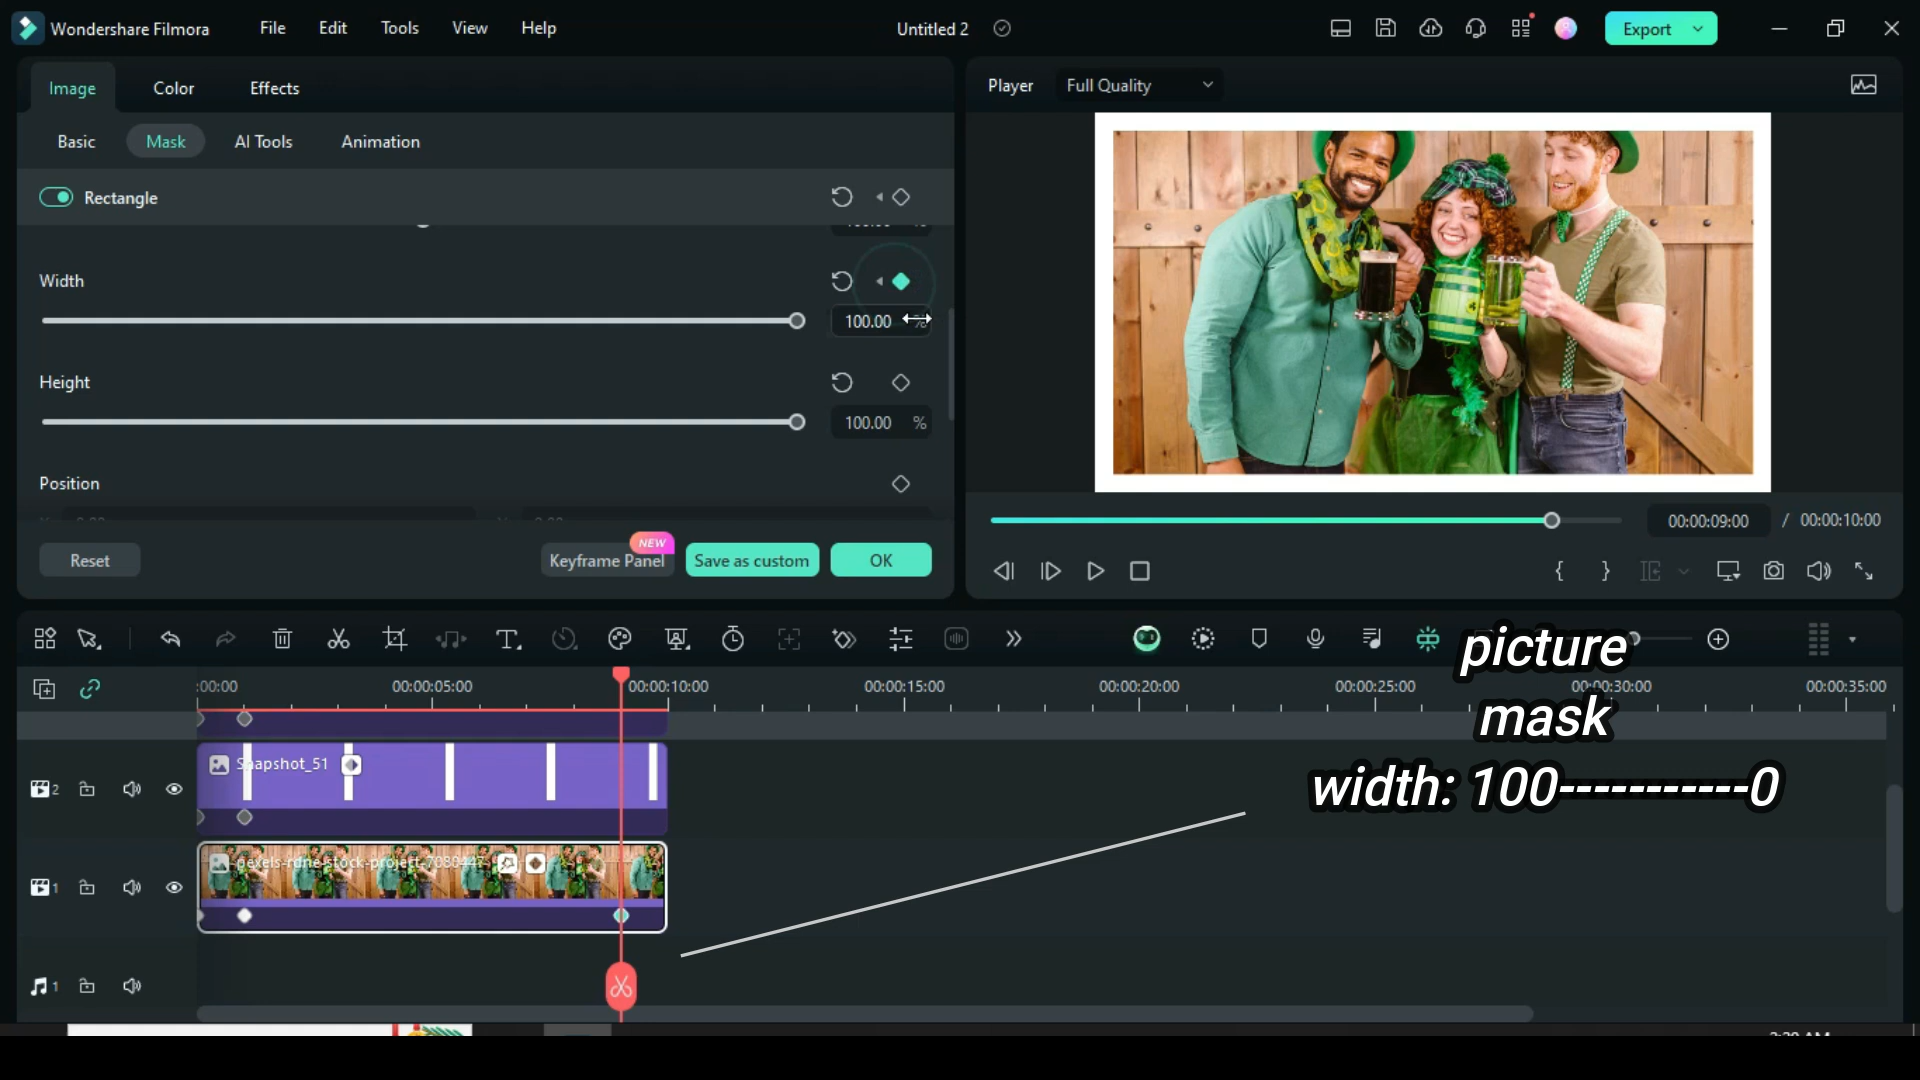 Wondershare Filmora
File
Edit
Tools
View
Help
Untitled 2
Export
Image
Color
Effects
Player
Full Quality
Basic
Mask
AI Tools
Animation
Rectangle
Width
100.00 %
Height
100.00 %
Position
Reset
NEW
Keyframe Panel
Save as custom
OK
00:00:09:00 / 00:00:10:00
:00:00
00:00:05:00
00:00:10:00
00:00:15:00
00:00:20:00
00:00:25:00
00:00:30:00
00:00:35:00
picture
mask
width: 100-----------0
2
Snapshot_51
1
pexels-rdne-stock-project-7080447
1